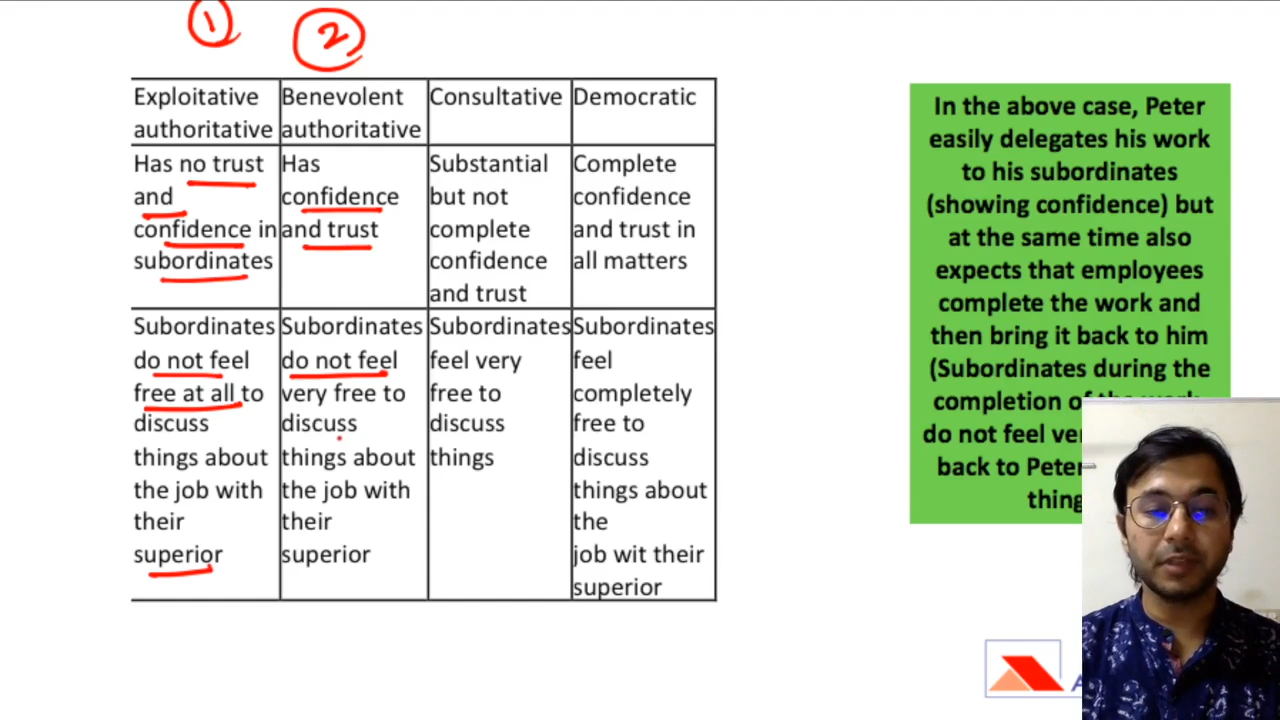 1
2
Exploitative
authoritative
Benevolent
authoritative
Consultative
Democratic
Has no trust
and
confidence in
subordinates
Has
confidence
and trust
Substantial
but not
complete
confidence
and trust
Complete
confidence
and trust in
all matters
Subordinates
do not feel
free at all to
discuss
things about
the job with
their
superior
Subordinates
do not feel
very free to
discuss
things about
the job with
their
superior
Subordinates
feel very
free to
discuss
things
Subordinates
feel
completely
free to
discuss
things about
the
job wit their
superior
In the above case, Peter
easily delegates his work
to his subordinates
(showing confidence) but
at the same time also
expects that employees
complete the work and
then bring it back to him
(Subordinates during the
completion of the work
do not feel
back to Peter